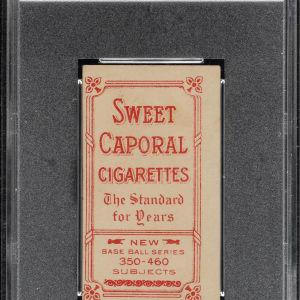 SWEET
CAPORAL
CIGARETTES
The Standard
for Years
NEW
BASE BALL SERIES
350-460
SUBJECTS